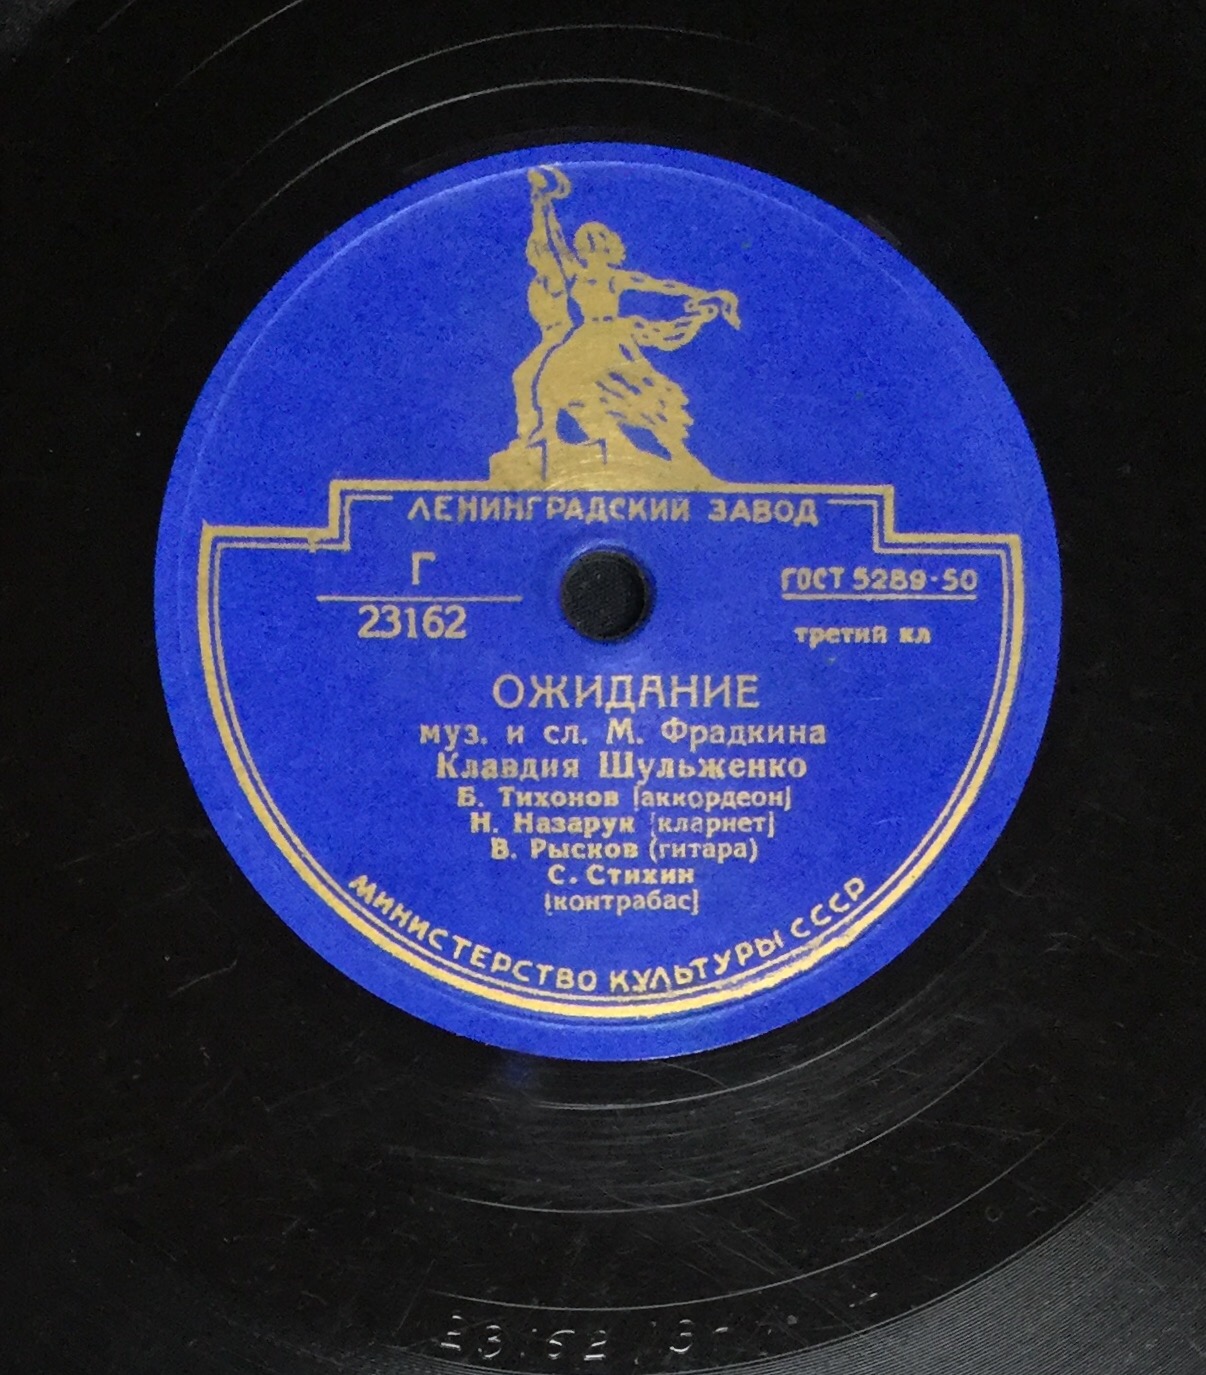 ЛЕНИНГРАДСКИЙ ЗАВОД
Г
23162
ГОСТ 5289-50
третий кл
ОЖИДАНИЕ
муз. и сл. М. Фрадкина
Клавдия Шульженко
Б. Тихонов [аккордеон]
Н. Назарук [кларнет]
В. Рысков (гитара)
С. Стихин
[контрабас]
МИНИСТЕРСТВО КУЛЬТУРЫ СССР